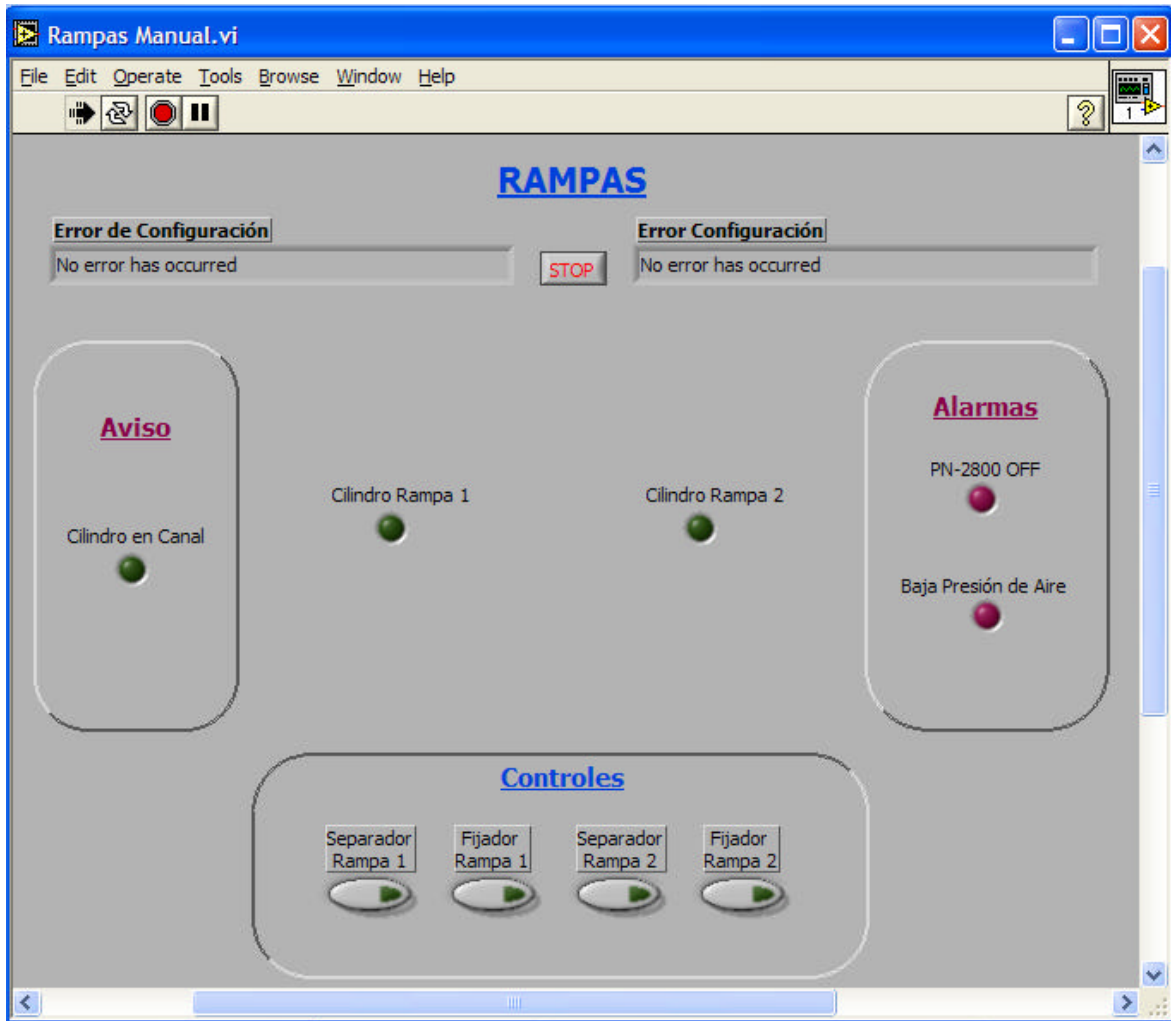 Rampas Manual.vi
File Edit Operate Tools Browse Window Help
?
1
RAMPAS
Error de Configuración
No error has occurred
STOP
Error Configuración
No error has occurred
Aviso
Cilindro en Canal
Cilindro Rampa 1
Cilindro Rampa 2
Alarmas
PN-2800 OFF
Baja Presión de Aire
Controles
Separador
Rampa 1
Fijador
Rampa 1
Separador
Rampa 2
Fijador
Rampa 2